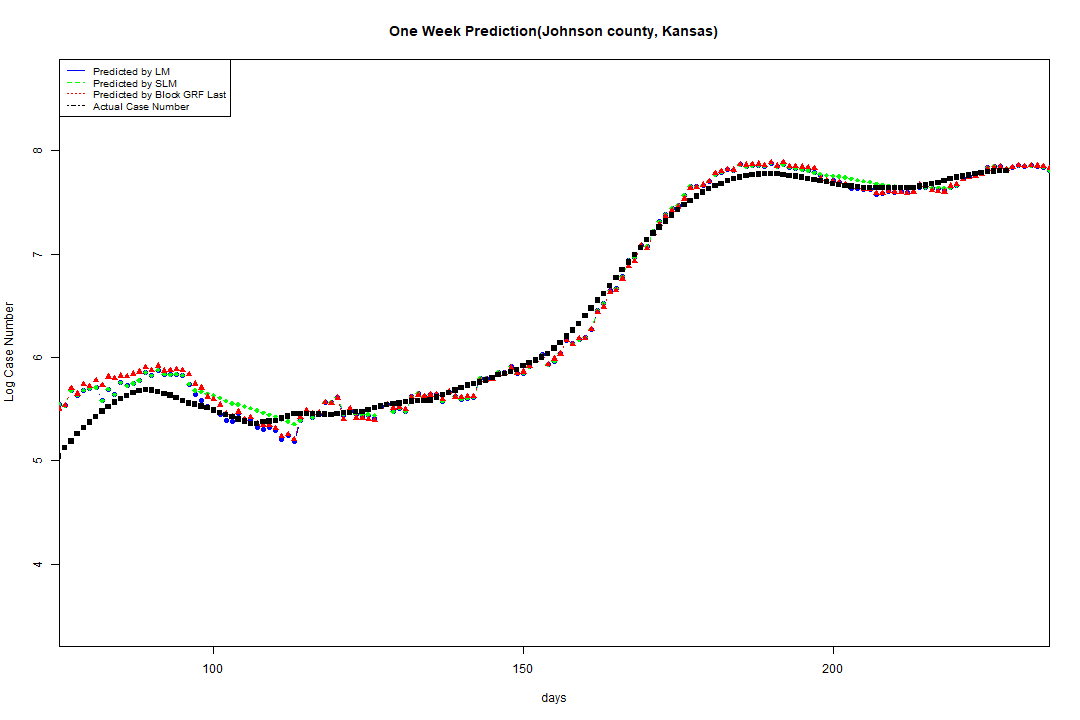 One Week Prediction(Johnson county, Kansas)
Predicted by LM
Predicted by SLM
Predicted by Block GRF Last
Actual Case Number
8
7
6
5
4
Log Case Number
100
150
200
days